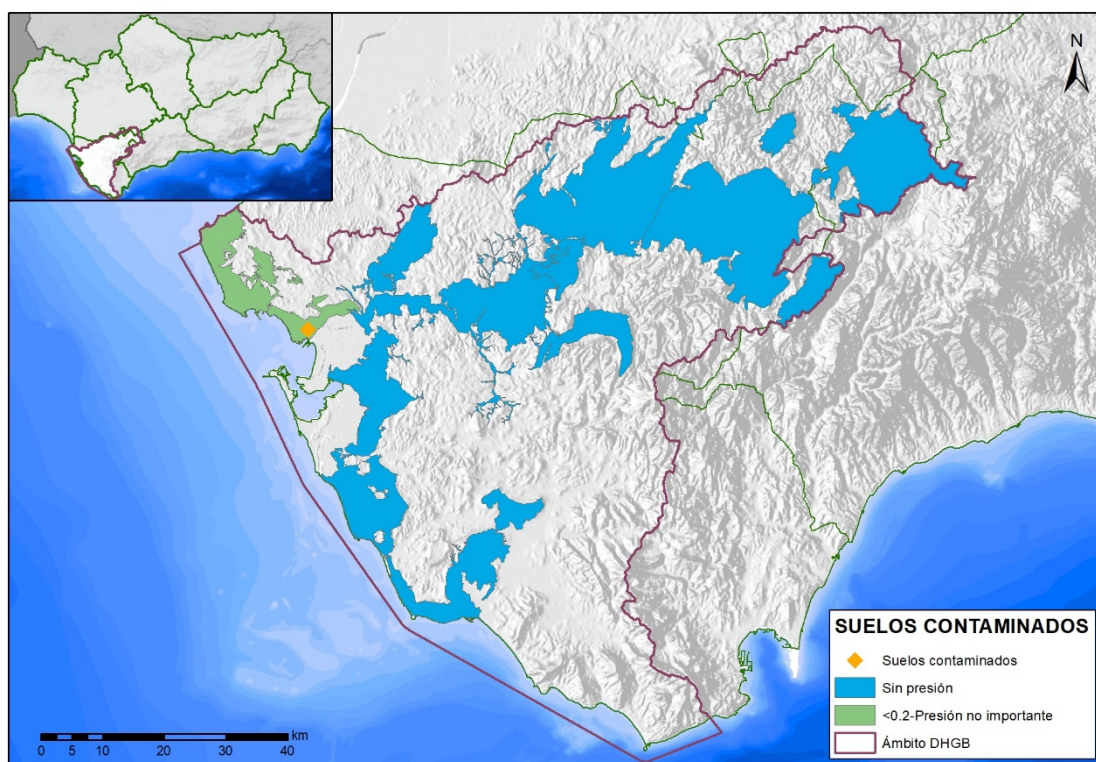 N
SUELOS CONTAMINADOS
Suelos contaminados
Sin presión
<0.2-Presión no importante
Ámbito DHGB
km
0 5 10 20 30 40